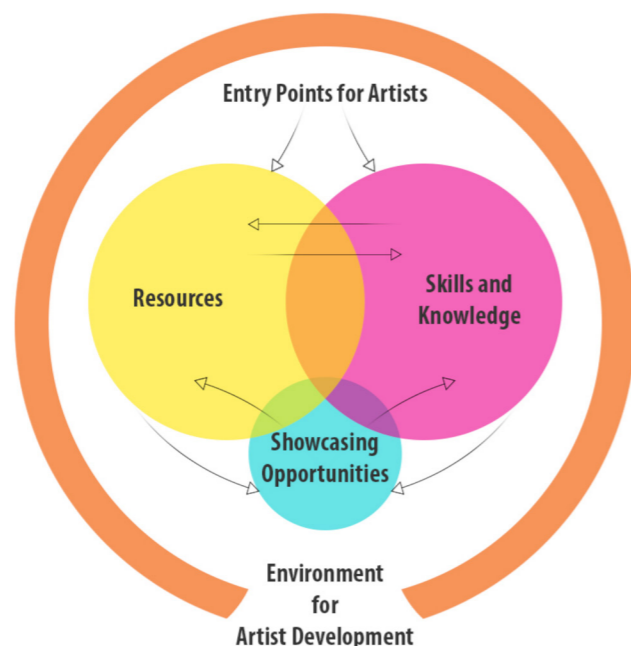 Entry Points for Artists
Resources
Skills and
Knowledge
Showcasing
Opportunities
Environment
for
Artist Development